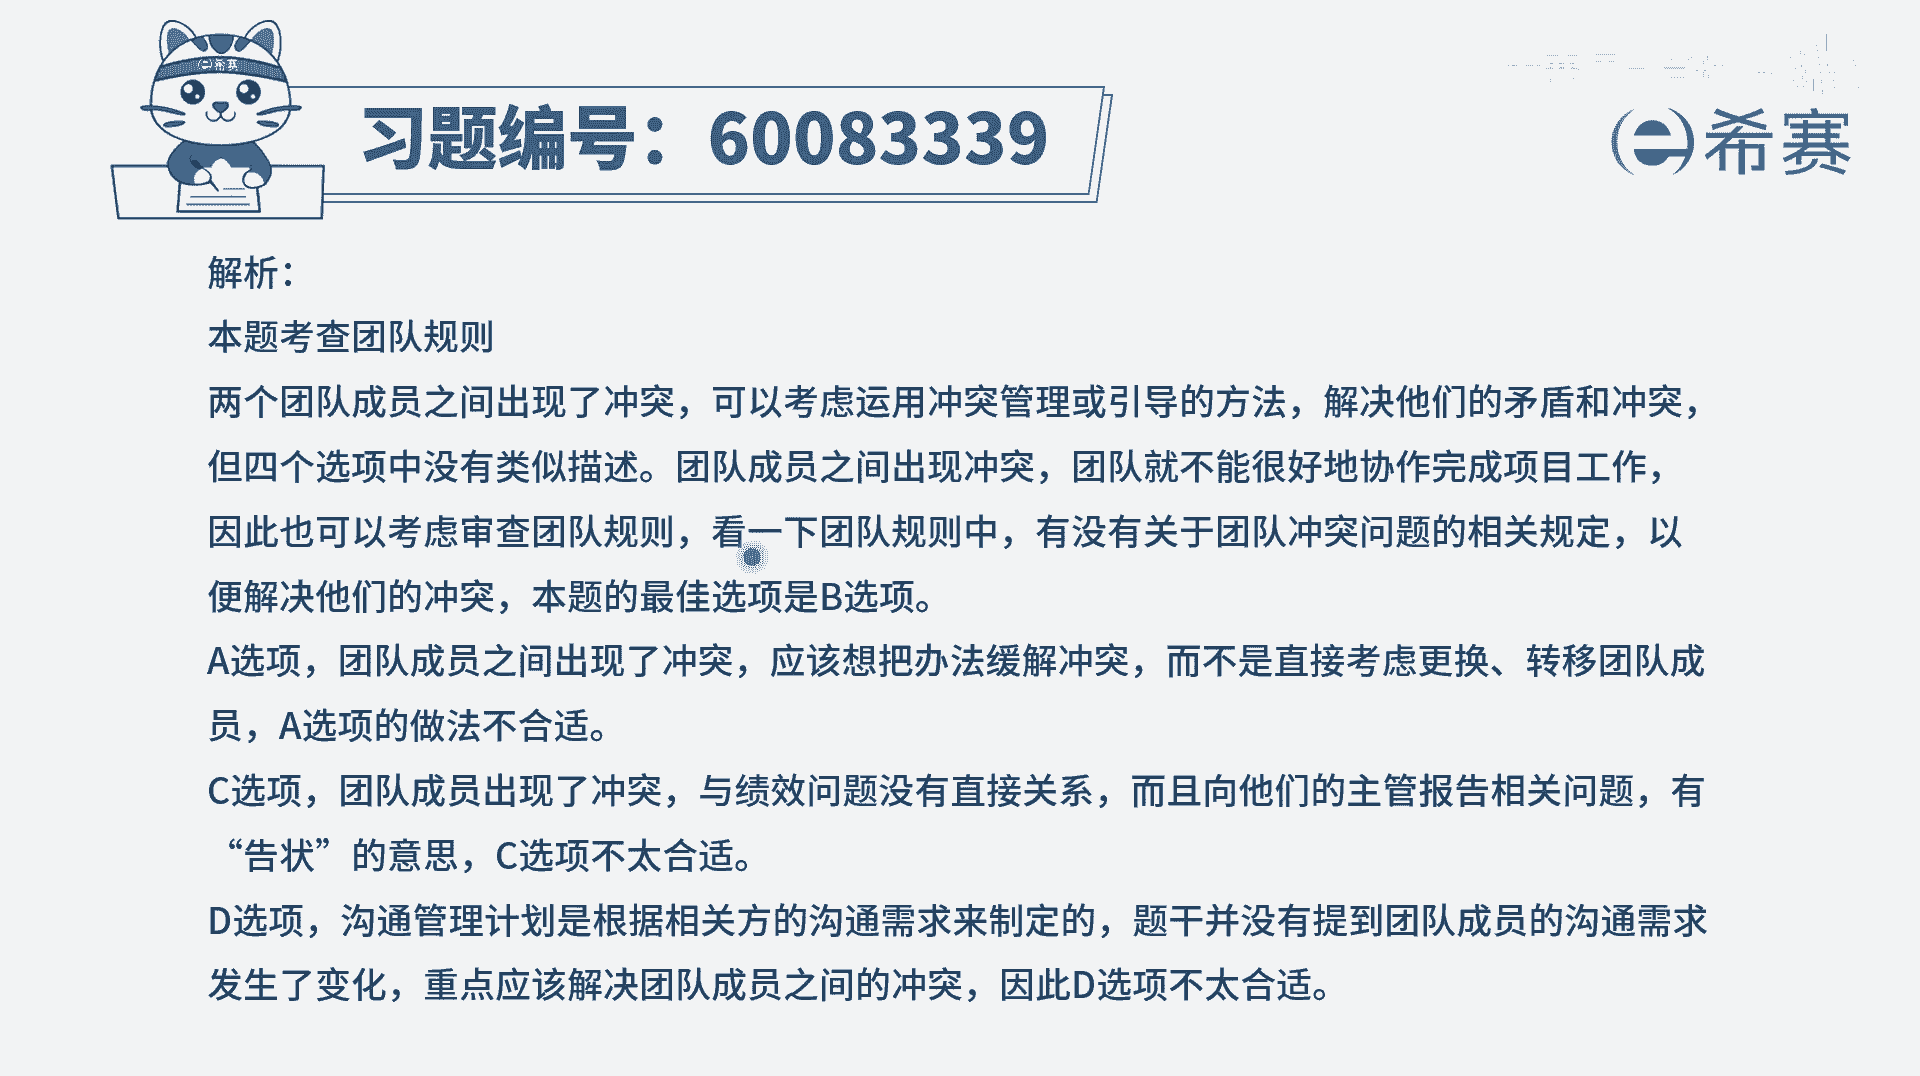 e希赛
习题编号：60083339
e希赛
解析：
本题考查团队规则
两个团队成员之间出现了冲突，可以考虑运用冲突管理或引导的方法，解决他们的矛盾和冲突，
但四个选项中没有类似描述。团队成员之间出现冲突，团队就不能很好地协作完成项目工作，
因此也可以考虑审查团队规则，看一下团队规则中，有没有关于团队冲突问题的相关规定，以
便解决他们的冲突，本题的最佳选项是B选项。
A选项，团队成员之间出现了冲突，应该想把办法缓解冲突，而不是直接考虑更换、转移团队成
员，A选项的做法不合适。
C选项，团队成员出现了冲突，与绩效问题没有直接关系，而且向他们的主管报告相关问题，有
“告状”的意思，C选项不太合适。
D选项，沟通管理计划是根据相关方的沟通需求来制定的，题干并没有提到团队成员的沟通需求
发生了变化，重点应该解决团队成员之间的冲突，因此D选项不太合适。